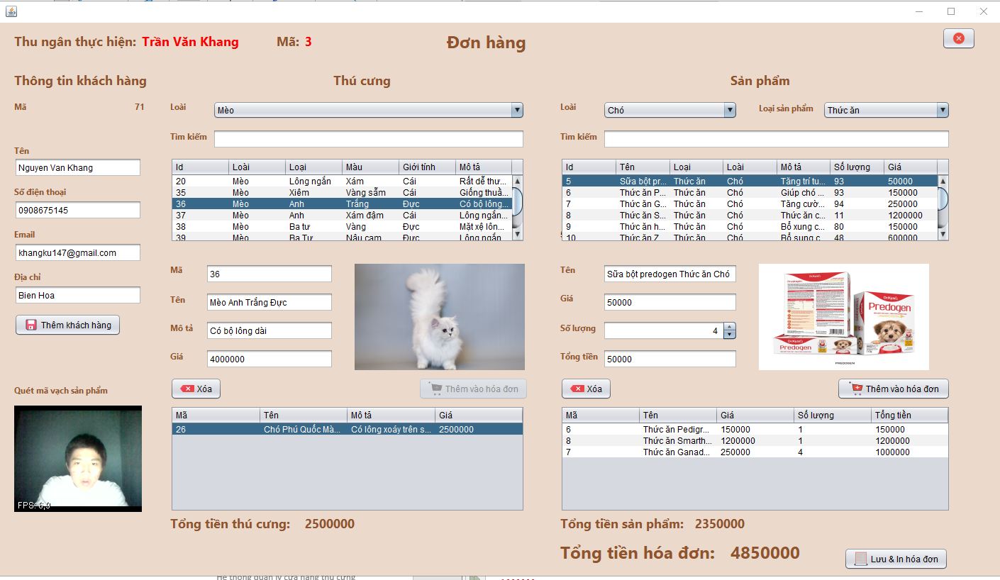 Thu ngân thực hiện: Trần Văn Khang Mã: 3 Đơn hàng
Thông tin khách hàng Thú cưng Sản phẩm
Mã 71
Tên
Nguyen Van Khang
Số điện thoại
0908675145
Email
khangku147@gmail.com
Địa chỉ
Bien Hoa
Thêm khách hàng
Quét mã vạch sản phẩm
FPS: 6,9
Loài Mèo
Tìm kiếm
Id Loài Loại Màu Giới tính Mô tả
20 Mèo Lông ngắn Xám Cái Rất dễ thư...
35 Mèo Xiêm Vàng sẫm Cái Giống thuầ...
36 Mèo Anh Trắng Đực Có bộ lông...
37 Mèo Anh Xám đậm Cái Lông ngắn...
38 Mèo Ba tư Vàng Đực Mặt xệ lôn...
39 Mèo Ba Tư Nâu cam Đực Lông ngắn
Mã 36
Tên Mèo Anh Trắng Đực
Mô tả Có bộ lông dài
Giá 4000000
Xóa Thêm vào hóa đơn
Mã Tên Mô tả Giá
26 Chó Phú Quốc Mà... Có lông xoáy trên s... 2500000
Tổng tiền thú cưng: 2500000
Loài Chó Loại sản phẩm Thức ăn
Tìm kiếm
Id Tên Loại Loài Mô tả Số lượng Giá
5 Sữa bột pr... Thức ăn Chó Tăng trí tu... 93 50000
6 Thức ăn P... Thức ăn Chó Giúp chó ... 93 150000
7 Thức ăn G... Thức ăn Chó Tăng cườ... 94 250000
8 Thức ăn S... Thức ăn Chó Thức ăn c... 11 1200000
9 Thức ăn h... Thức ăn Chó Bổ xung c... 80 150000
10 Thức ăn Z Thức ăn Chó Bổ sung c 48 600000
Tên Sữa bột predogen Thức ăn Chó
Giá 50000
Số lượng 4
Tổng tiền 50000
Predogen
Dr.Kyan
Predogen
Predogen
PREDOGEN
Xóa Thêm vào hóa đơn
Mã Tên Giá Số lượng Tổng tiền
6 Thức ăn Pedigr... 150000 1 150000
8 Thức ăn Smarth... 1200000 1 1200000
7 Thức ăn Ganad... 250000 4 1000000
Tổng tiền sản phẩm: 2350000
Tổng tiền hóa đơn: 4850000
Lưu & In hóa đơn
Hệ thống quản lý cửa hàng thú cưng